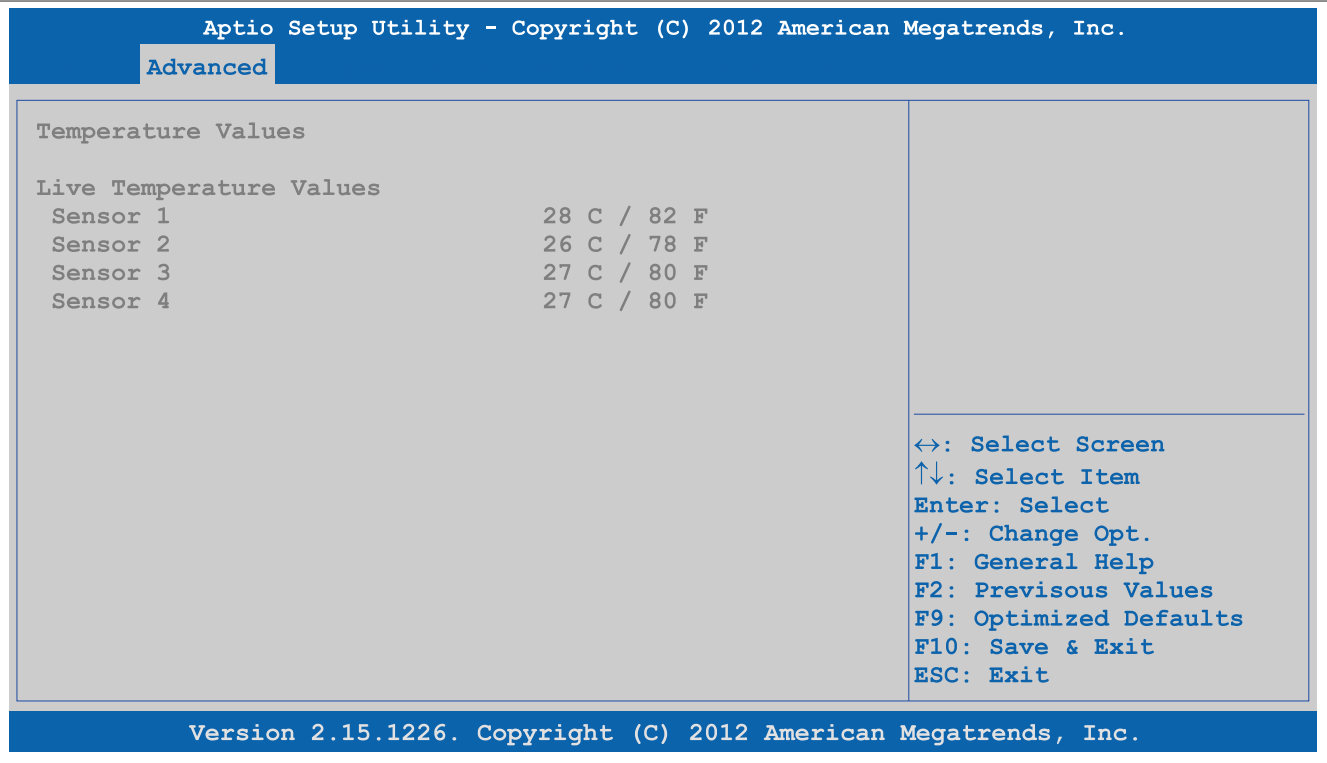 Aptio Setup Utility - Copyright (C) 2012 American Megatrends, Inc.
Advanced
Temperature Values
Live Temperature Values
Sensor 1 28 C / 82 F
Sensor 2 26 C / 78 F
Sensor 3 27 C / 80 F
Sensor 4 27 C / 80 F
↔: Select Screen
↑↓: Select Item
Enter: Select
+/-: Change Opt.
F1: General Help
F2: Previsous Values
F9: Optimized Defaults
F10: Save & Exit
ESC: Exit
Version 2.15.1226. Copyright (C) 2012 American Megatrends, Inc.